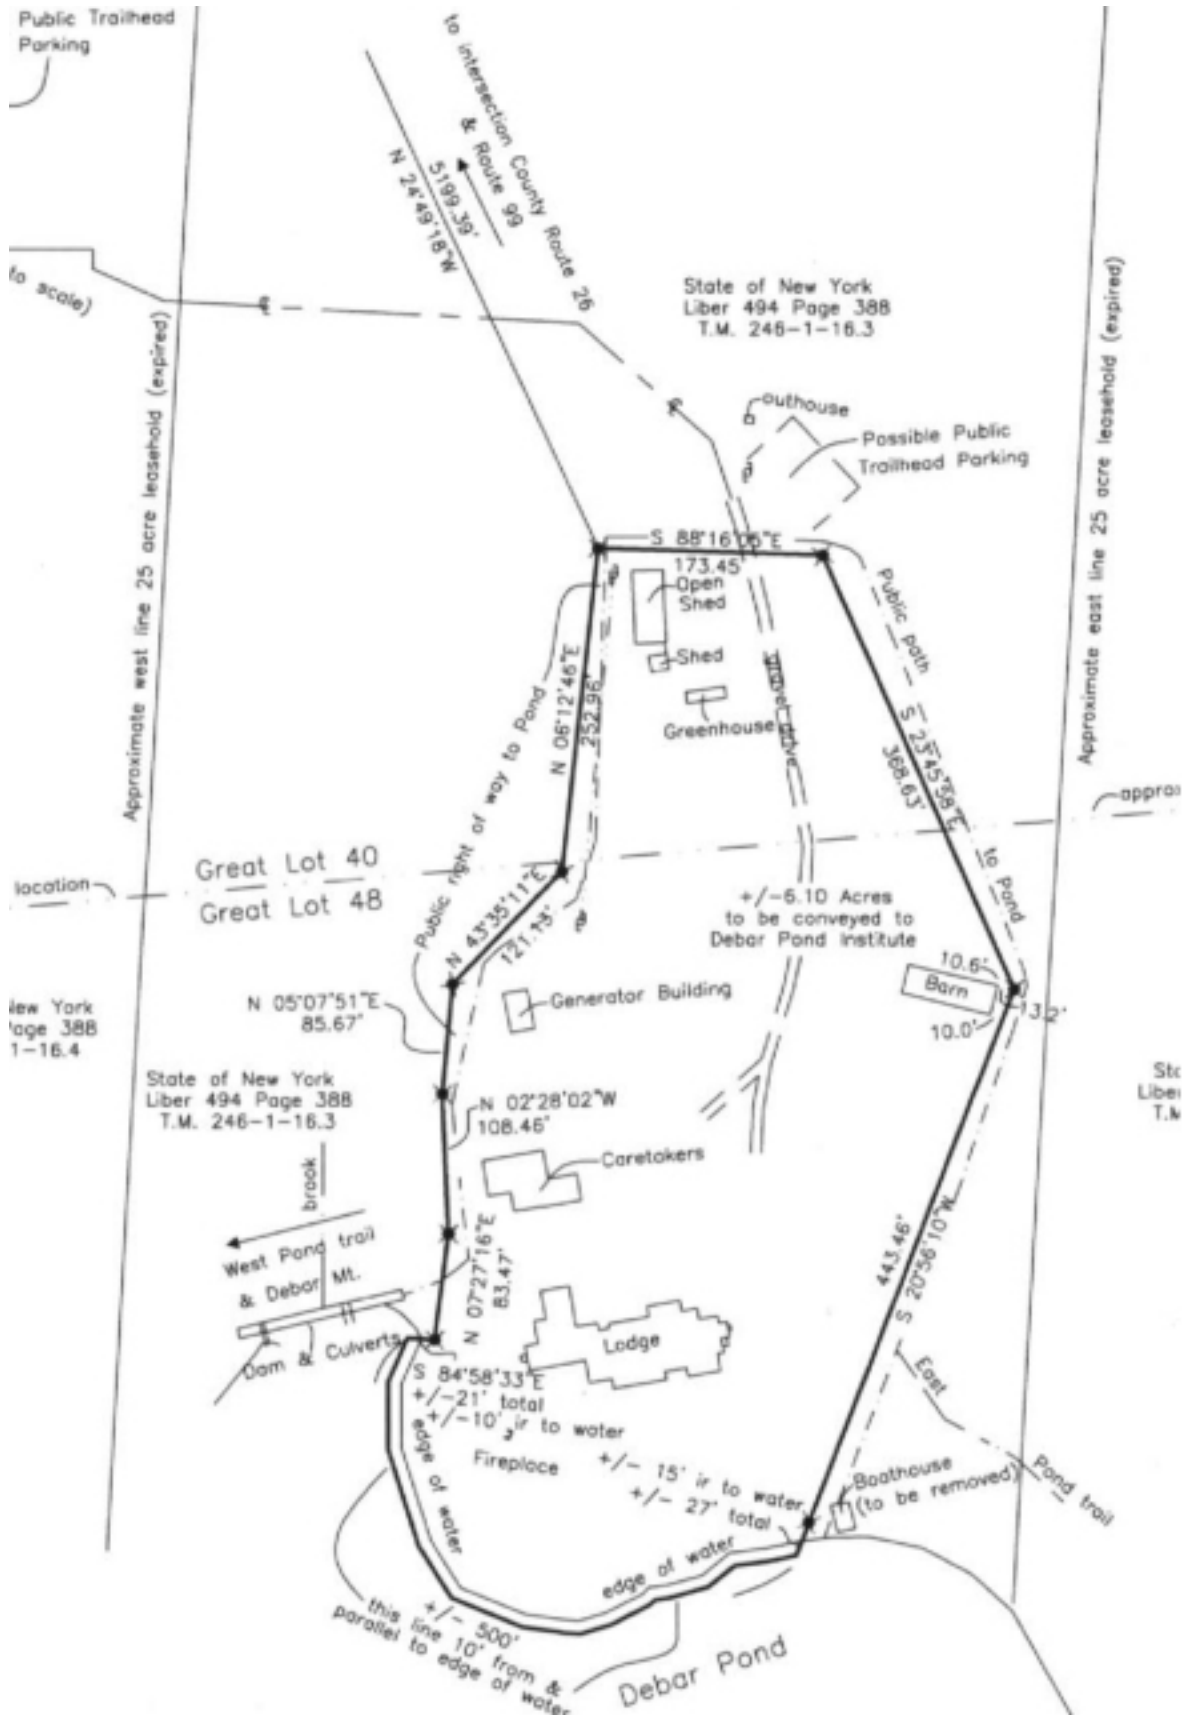 Public Trailhead
Parking
to intersection County Route 26
& Route 99
5199.39'
N 24°49'18"W
to scale)
State of New York
Liber 494 Page 388
T.M. 246-1-16.3
outhouse
Possible Public
Trailhead Parking
Approximate west line 25 acre leasehold (expired)
Approximate east line 25 acre leasehold (expired)
S 88°16'05"E
173.45'
Open
Shed
Shed
Greenhouse
gravel drive
Public path
to Pond
S 23°45'58"E
368.63'
N 06°12'46"E
252.96'
Public right of way to Pond
Great Lot 40
Great Lot 48
location
N 43°35'11"E
121.13'
+/-6.10 Acres
to be conveyed to
Debar Pond Institute
10.6'
Barn
13.2'
10.0'
N 05°07'51"E
85.67'
Generator Building
New York
Page 388
1-16.4
State of New York
Liber 494 Page 388
T.M. 246-1-16.3
N 02°28'02"W
108.46'
Caretakers
brook
West Pond trail
& Debar Mt.
Dam & Culverts
N 07°27'16"E
83.47'
Lodge
443.46'
S 20°56'10"W
S 84°58'33"E
+/-21' total
+/-10' ir to water
Fireplace
+/- 15' ir to water
+/- 27' total
East
Pond trail
Boathouse
(to be removed)
edge of water
edge of water
+/- 500'
this line 10' from &
parallel to edge of water
Debar Pond